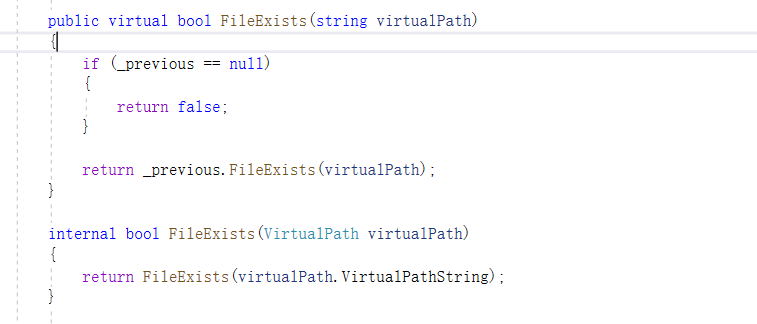 public virtual bool FileExists(string virtualPath)
{
if (_previous == null)
{
return false;
}
return _previous.FileExists(virtualPath);
}
internal bool FileExists(VirtualPath virtualPath)
{
return FileExists(virtualPath.VirtualPathString);
}